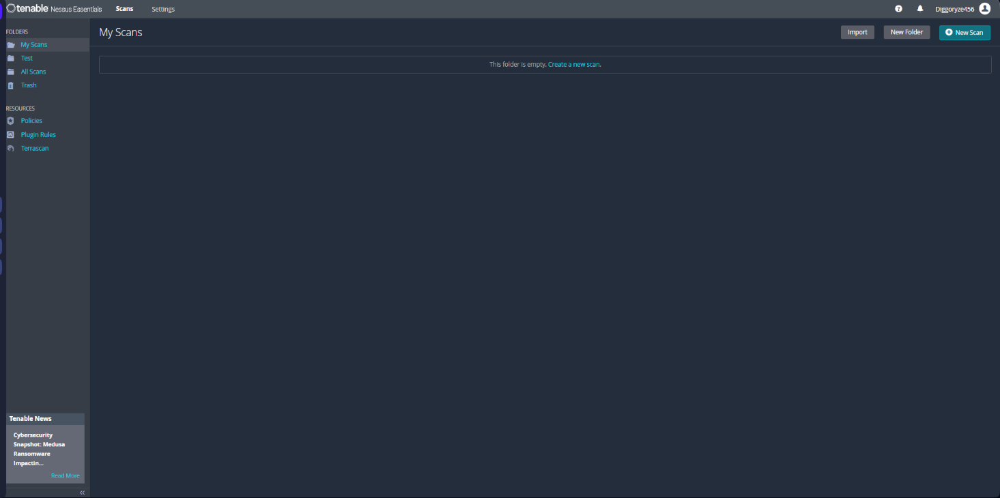 tenable Nessus Essentials Scans Settings Diggoryze456
FOLDERS
My Scans
Test
All Scans
Trash
RESOURCES
Policies
Plugin Rules
Terrascan
Tenable News
Cybersecurity
Snapshot: Medusa
Ransomware
Impactin...
Read More
My Scans Import New Folder New Scan
This folder is empty. Create a new scan.